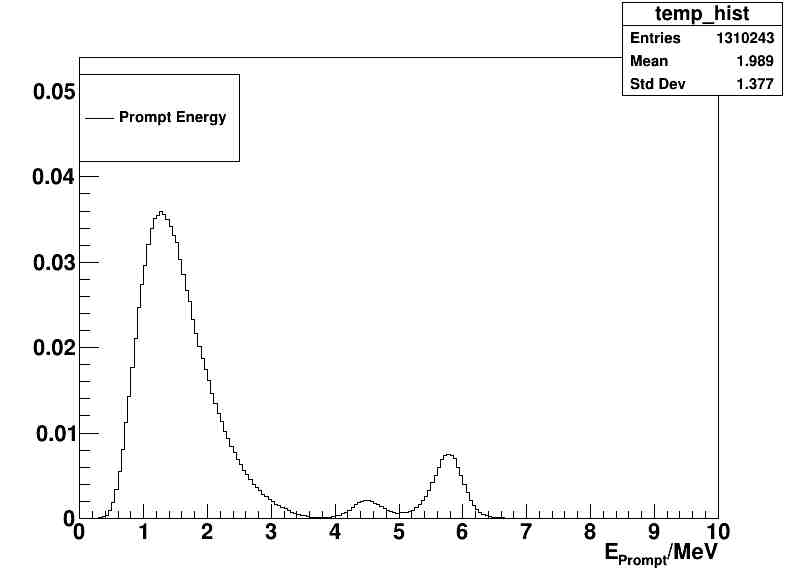 temp_hist
Entries 1310243
Mean 1.989
Std Dev 1.377
0.05
Prompt Energy
0.04
0.03
0.02
0.01
0
0 1 2 3 4 5 6 7 8 9 10
E_Prompt/MeV